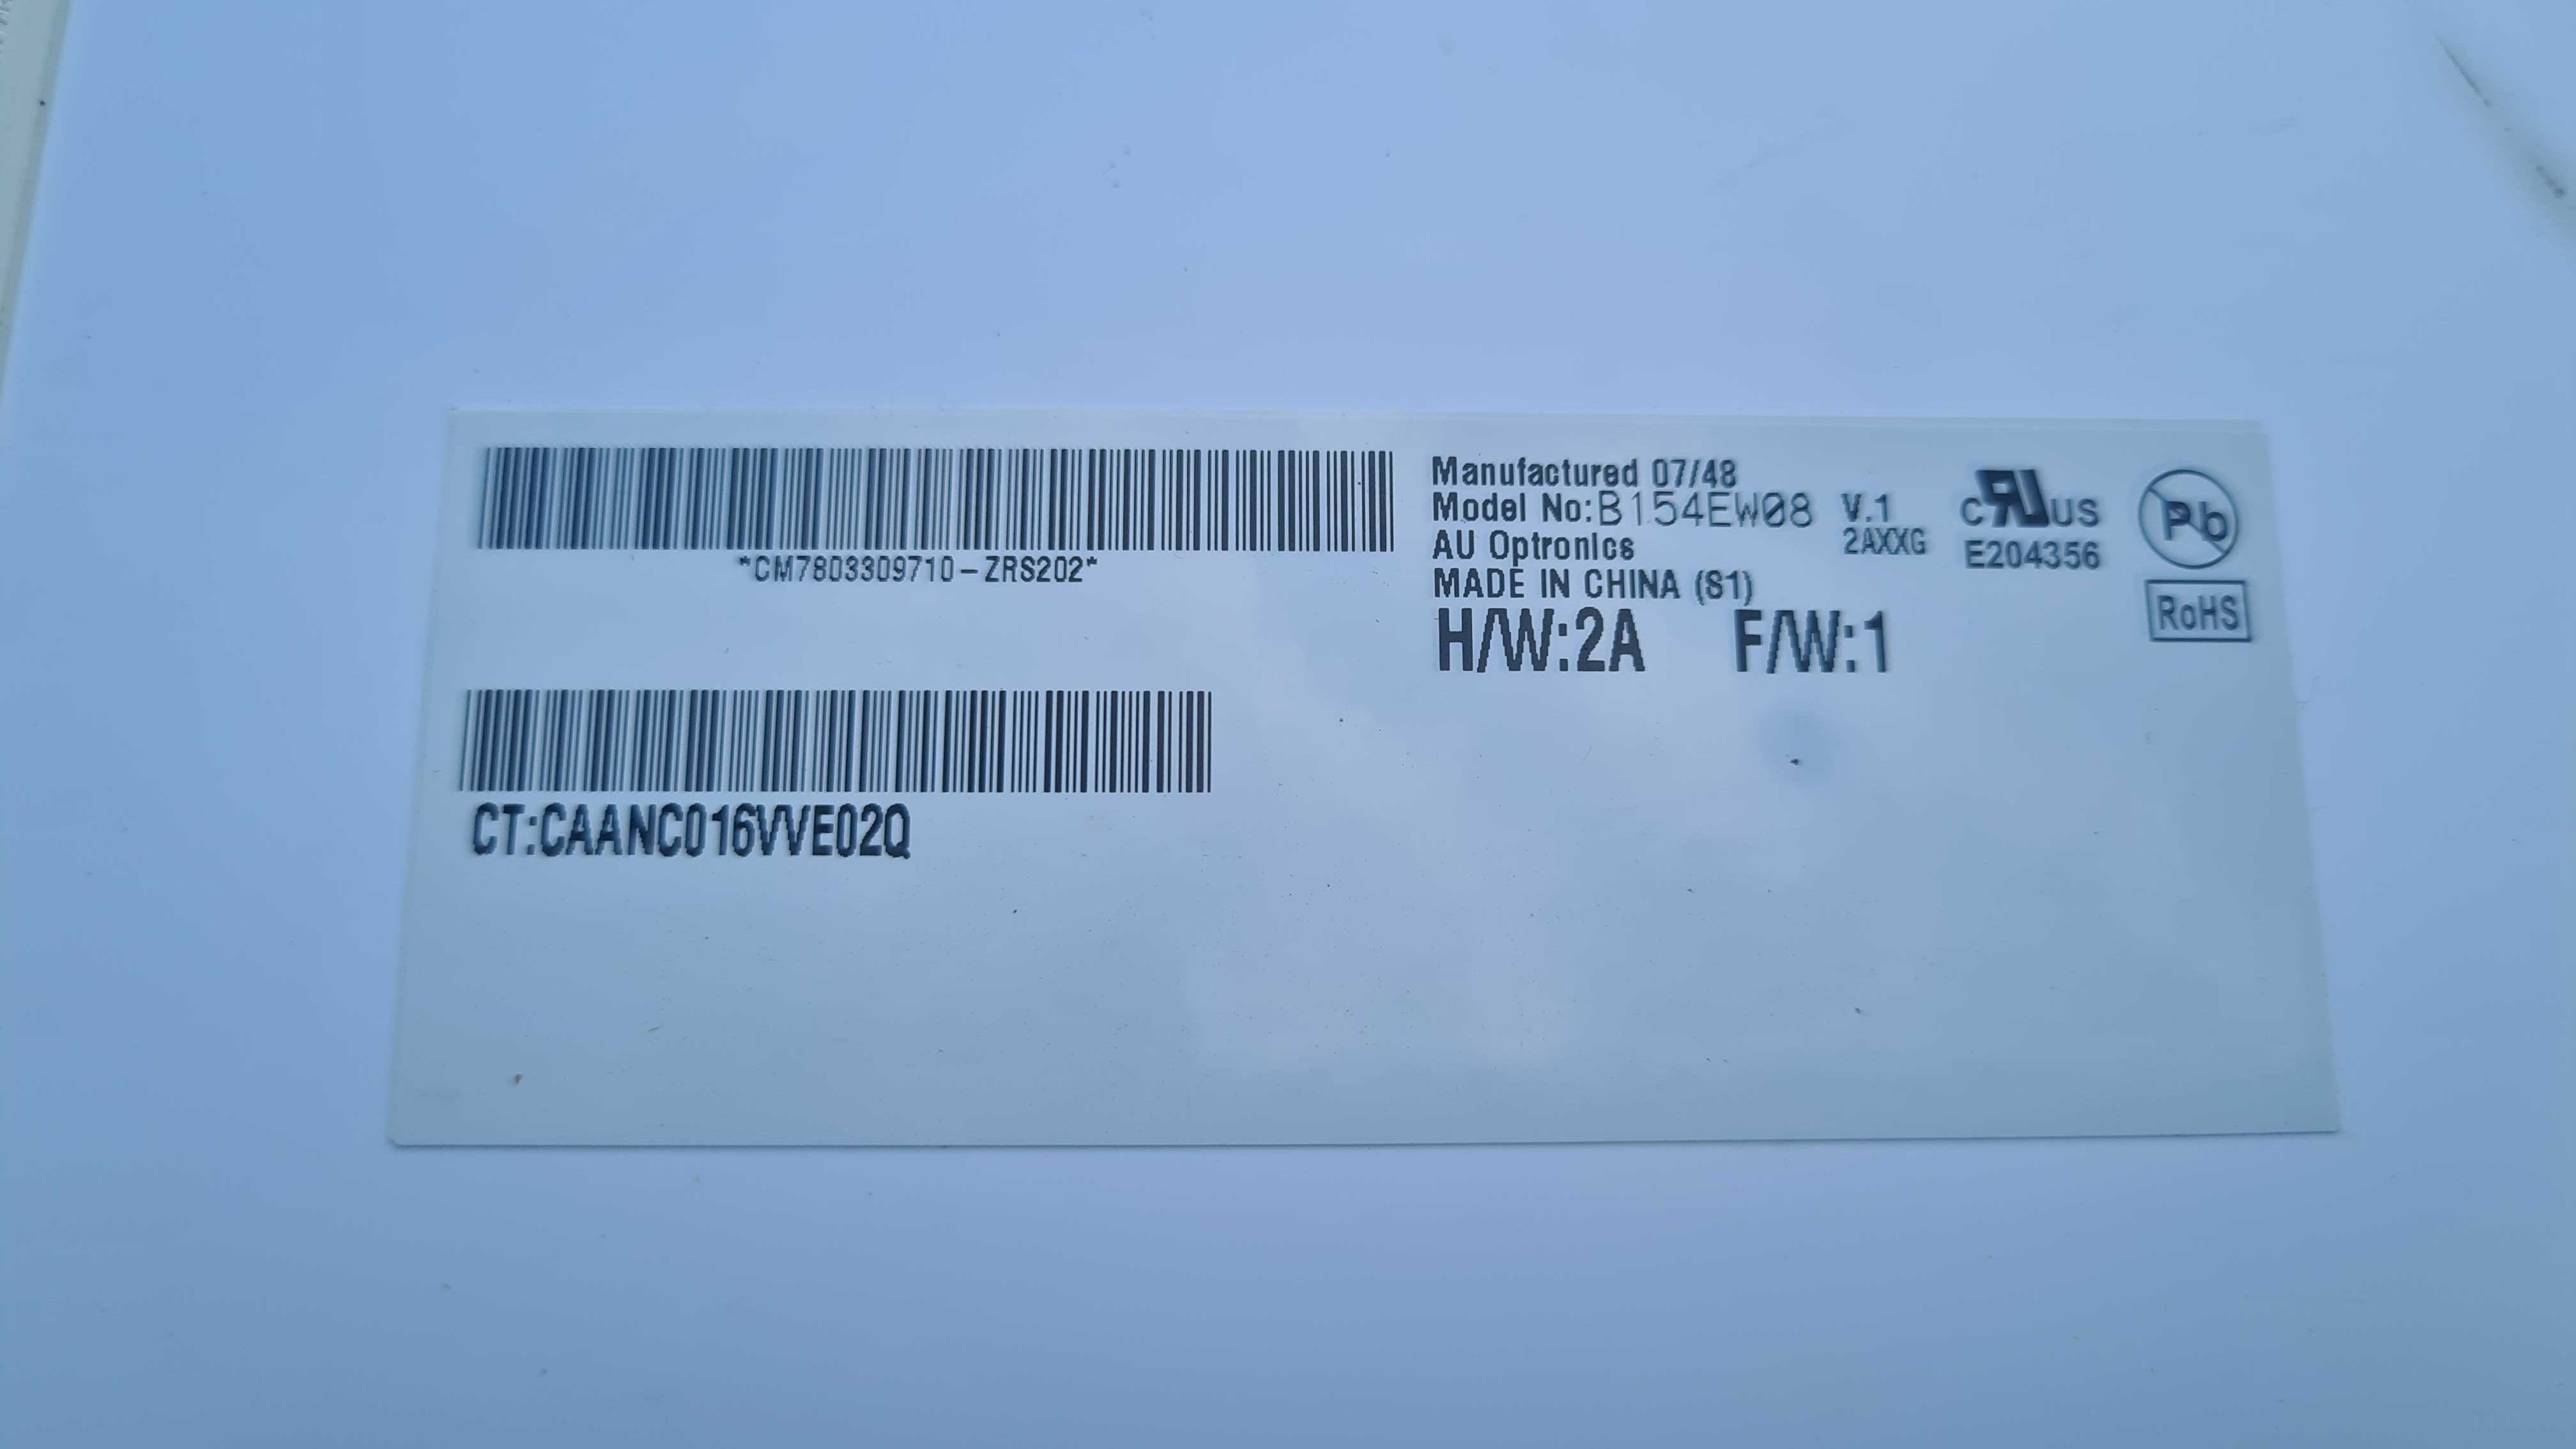 *CM7803309710-ZRS202*
CT:CAANC016VVE02Q
Manufactured 07/48
Model No:B154EW08 V.1
2AXXG
AU Optronics
MADE IN CHINA (S1)
H/W:2A F/W:1
C RU US
E204356
Pb
RoHS